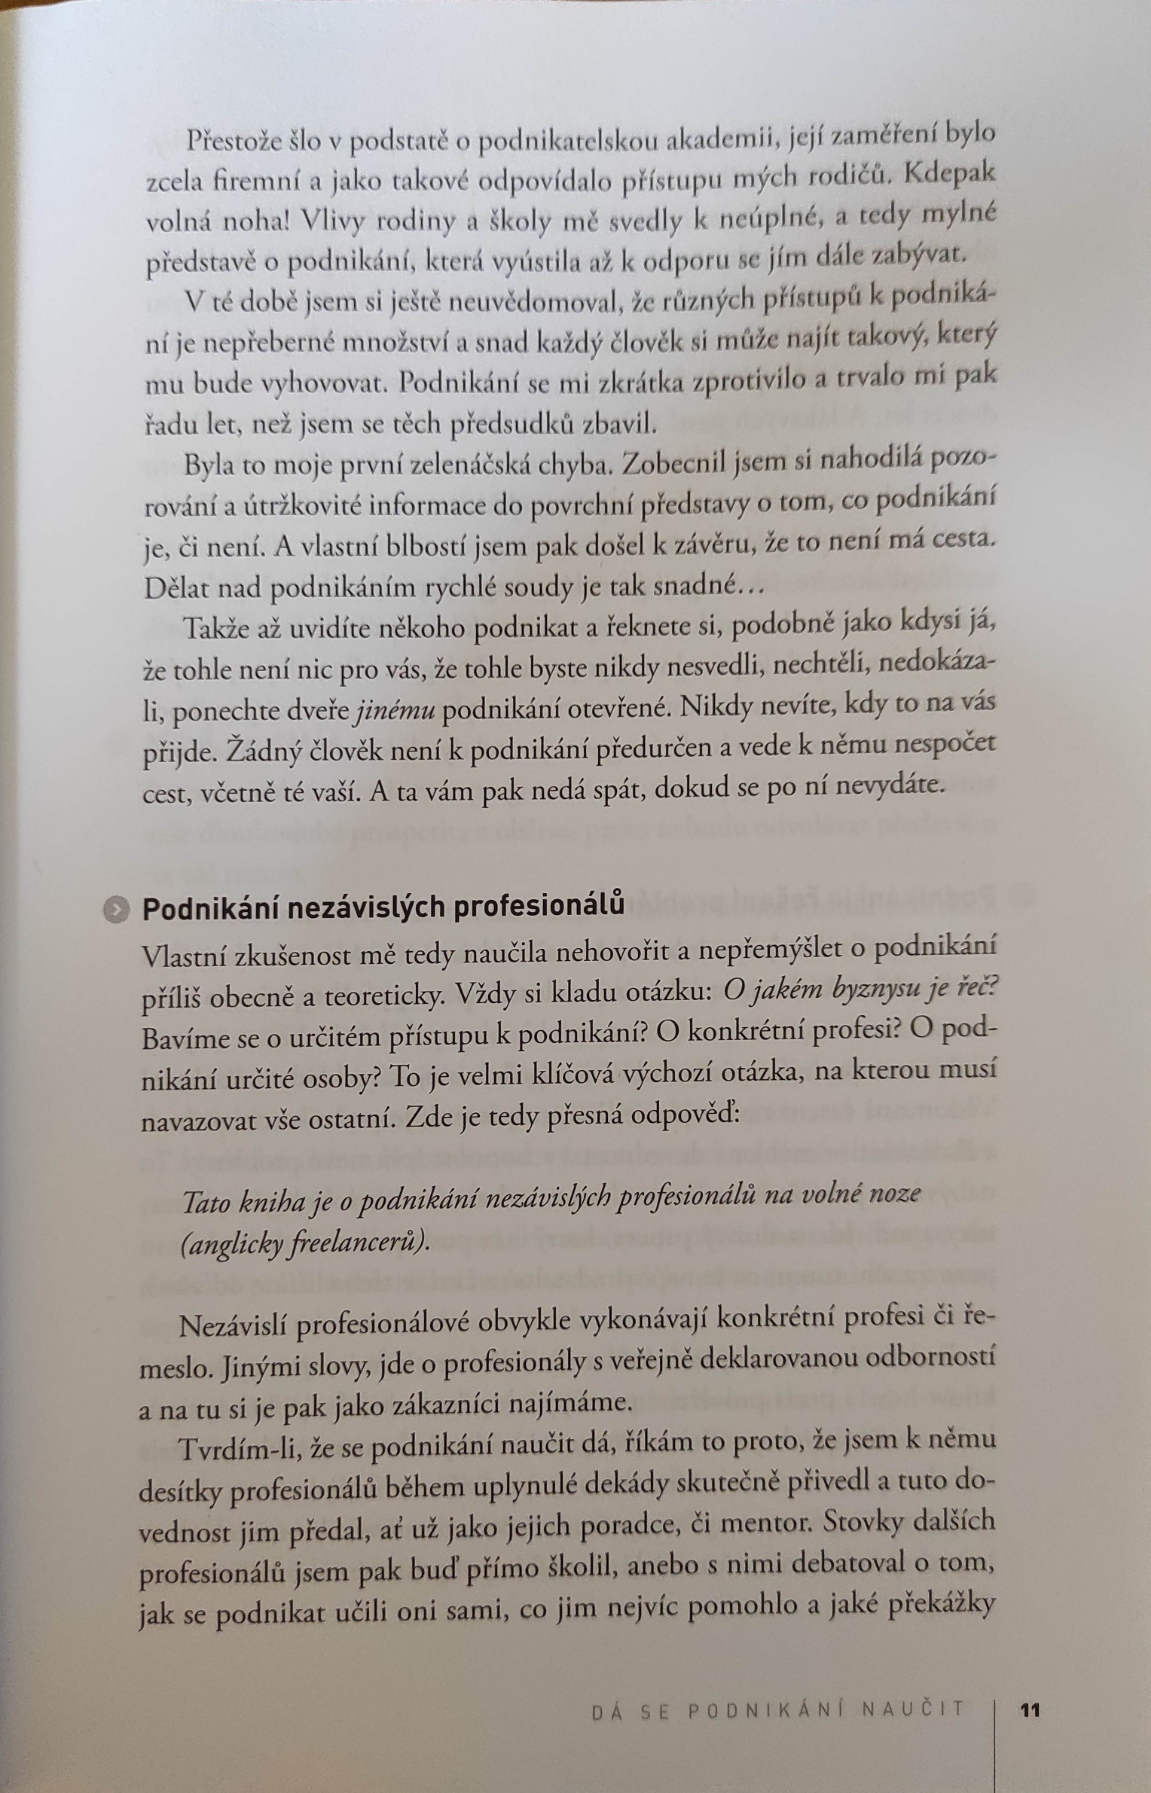 Přestože šlo v podstatě o podnikatelskou akademii, její zaměření bylo
zcela firemní a jako takové odpovídalo přístupu mých rodičů. Kdepak
volná noha! Vlivy rodiny a školy mě svedly k neúplné, a tedy mylné
představě o podnikání, která vyústila až k odporu se jím dále zabývat.
V té době jsem si ještě neuvědomoval, že různých přístupů k podniká-
ní je nepřeberné množství a snad každý člověk si může najít takový, který
mu bude vyhovovat. Podnikání se mi zkrátka zprotivilo a trvalo mi pak
řadu let, než jsem se těch předsudků zbavil.
Byla to moje první zelenáčská chyba. Zobecnil jsem si nahodilá pozo-
rování a útržkovité informace do povrchní představy o tom, co podnikání
je, či není. A vlastní blbostí jsem pak došel k závěru, že to není má cesta.
Dělat nad podnikáním rychlé soudy je tak snadné…
Takže až uvidíte někoho podnikat a řeknete si, podobně jako kdysi já,
že tohle není nic pro vás, že tohle byste nikdy nesvedli, nechtěli, nedokáza-
li, ponechte dveře jinému podnikání otevřené. Nikdy nevíte, kdy to na vás
přijde. Žádný člověk není k podnikání předurčen a vede k němu nespočet
cest, včetně té vaší. A ta vám pak nedá spát, dokud se po ní nevydáte.
Podnikání nezávislých profesionálů
Vlastní zkušenost mě tedy naučila nehovořit a nepřemýšlet o podnikání
příliš obecně a teoreticky. Vždy si kladu otázku: O jakém byznysu je řeč?
Bavíme se o určitém přístupu k podnikání? O konkrétní profesi? O pod-
nikání určité osoby? To je velmi klíčová výchozí otázka, na kterou musí
navazovat vše ostatní. Zde je tedy přesná odpověď:
Tato kniha je o podnikání nezávislých profesionálů na volné noze
(anglicky freelancerů).
Nezávislí profesionálové obvykle vykonávají konkrétní profesi či ře-
meslo. Jinými slovy, jde o profesionály s veřejně deklarovanou odborností
a na tu si je pak jako zákazníci najímáme.
Tvrdím-li, že se podnikání naučit dá, říkám to proto, že jsem k němu
desítky profesionálů během uplynulé dekády skutečně přivedl a tuto do-
vednost jim předal, ať už jako jejich poradce, či mentor. Stovky dalších
profesionálů jsem pak buď přímo školil, anebo s nimi debatoval o tom,
jak se podnikat učili oni sami, co jim nejvíc pomohlo a jaké překážky
DÁ SE PODNIKÁNÍ NAUČIT 11